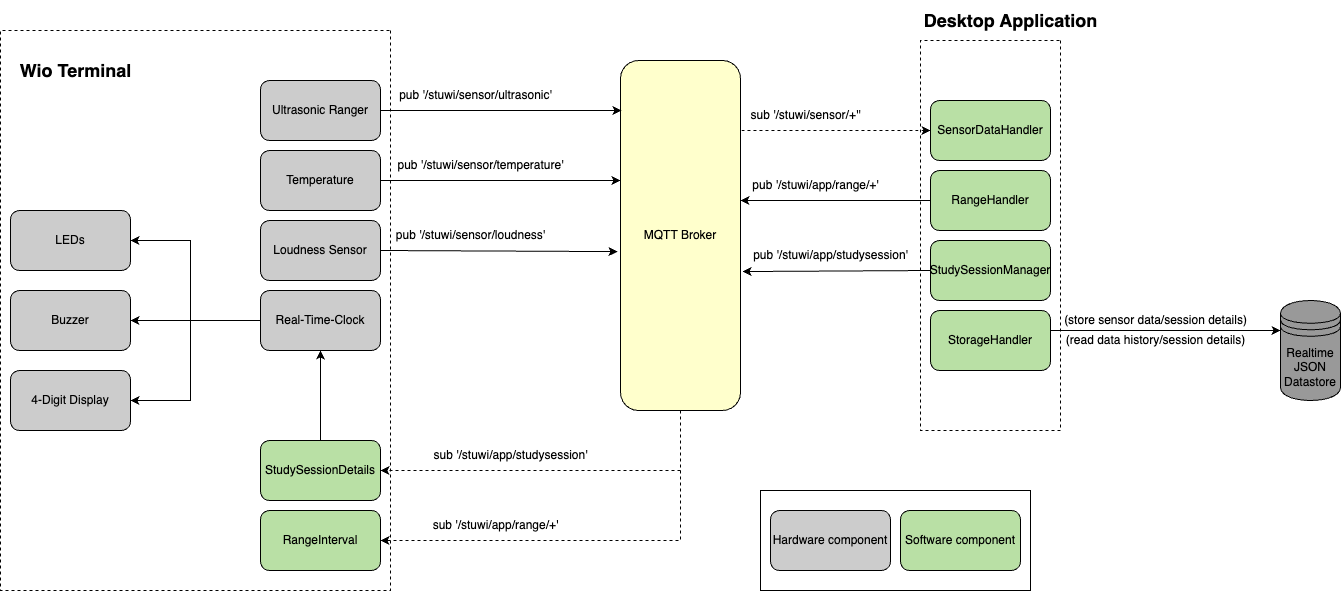 Desktop Application
Wio Terminal
Ultrasonic Ranger
pub '/stuwi/sensor/ultrasonic'
Temperature
pub '/stuwi/sensor/temperature'
Loudness Sensor
pub '/stuwi/sensor/loudness'
LEDs
Buzzer
4-Digit Display
Real-Time-Clock
StudySessionDetails
RangeInterval
MQTT Broker
sub '/stuwi/sensor/+"
pub '/stuwi/app/range/+'
pub '/stuwi/app/studysession'
SensorDataHandler
RangeHandler
StudySessionManager
StorageHandler
(store sensor data/session details)
(read data history/session details)
Realtime
JSON
Datastore
sub '/stuwi/app/studysession'
sub '/stuwi/app/range/+'
Hardware component
Software component